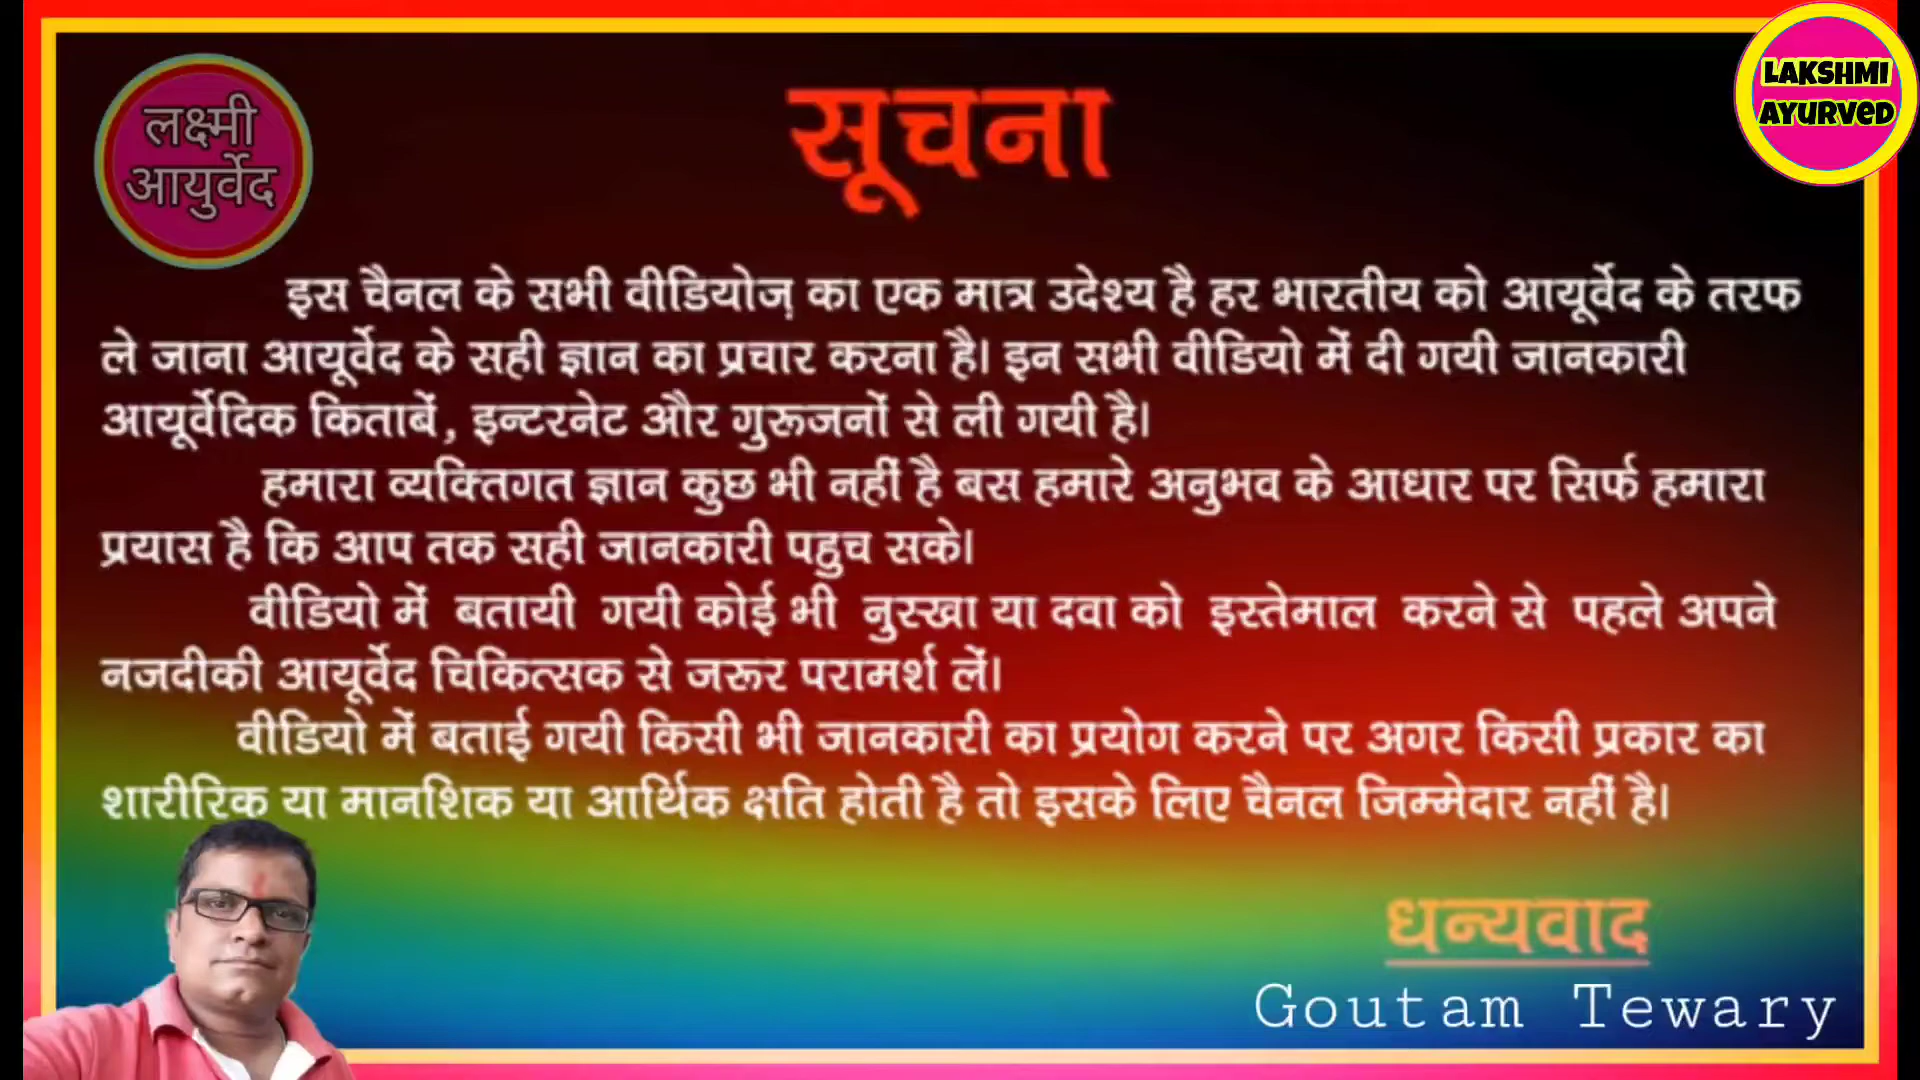 लक्ष्मी
आयुर्वेद
सूचना
LAKSHMI
AYURVED
इस चैनल के सभी वीडियोज़ का एक मात्र उदेश्य है हर भारतीय को आयूर्वेद के तरफ
ले जाना आयूर्वेद के सही ज्ञान का प्रचार करना है। इन सभी वीडियो में दी गयी जानकारी
आयूर्वेदिक किताबें, इन्टरनेट और गुरुजनों से ली गयी है।
हमारा व्यक्तिगत ज्ञान कुछ भी नहीं है बस हमारे अनुभव के आधार पर सिर्फ हमारा
प्रयास है कि आप तक सही जानकारी पहुच सके।
वीडियो में बतायी गयी कोई भी नुस्खा या दवा को इस्तेमाल करने से पहले अपने
नजदीकी आयूर्वेद चिकित्सक से जरूर परामर्श लें।
वीडियो में बताई गयी किसी भी जानकारी का प्रयोग करने पर अगर किसी प्रकार का
शारीरिक या मानशिक या आर्थिक क्षति होती है तो इसके लिए चैनल जिम्मेदार नहीं है।
धन्यवाद
Goutam Tewary